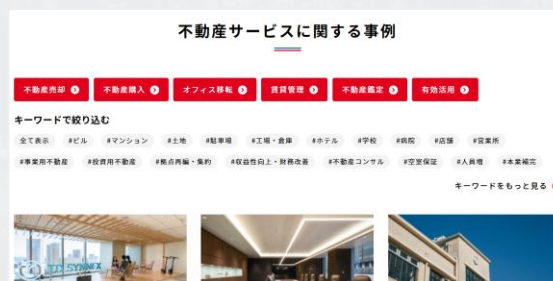 不動産サービスに関する事例
不動産売却 不動産購入 オフィス移転 賃貸管理 不動産鑑定 有効活用
キーワードで絞り込む
全て表示 #ビル #マンション #土地 #駐車場 #工場・倉庫 #ホテル #学校 #病院 #店舗 #営業所
#事業用不動産 #投資用不動産 #拠点再編・集約 #収益性向上・財務改善 #不動産コンサル #空室保証 #人員増 #本業補完
キーワードをもっと見る
TD SYNNEX